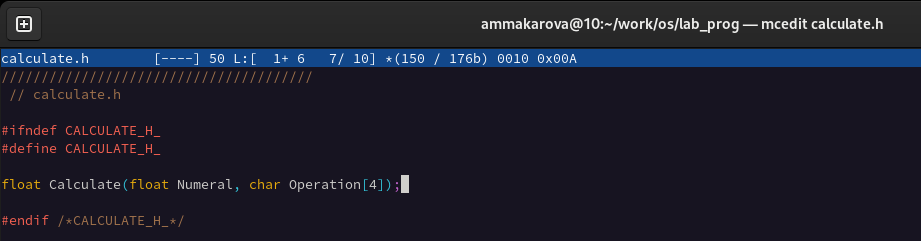 ammakarova@10:~/work/os/lab_prog — mcedit calculate.h
calculate.h        [----] 50 L:[  1+ 6   7/ 10] *(150 / 176b) 0010 0x00A
///////////////////////////////////////
// calculate.h
#ifndef CALCULATE_H_
#define CALCULATE_H_
float Calculate(float Numeral, char Operation[4]);
#endif /*CALCULATE_H_*/